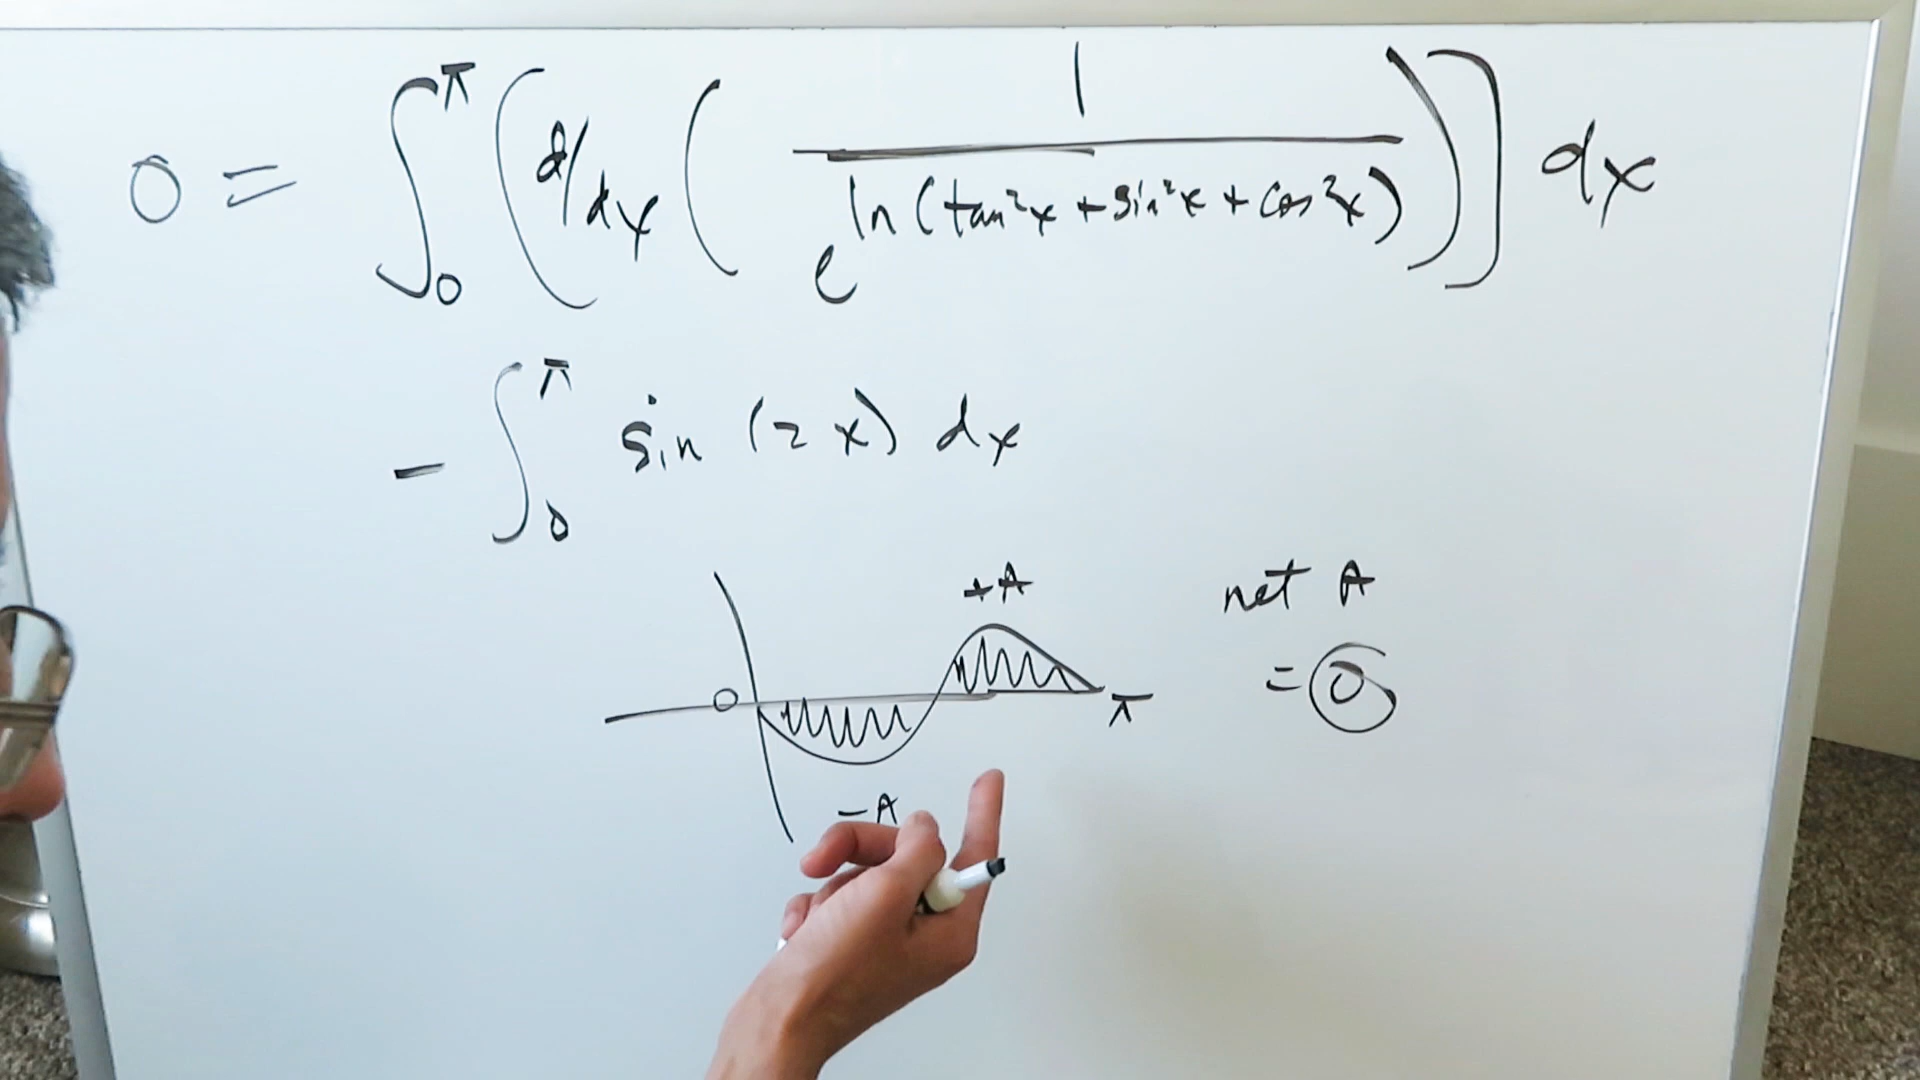 0 = ∫₀^π (d/dx (1 / e^ln(tan²x + sin²x + cos²x))] dx
- ∫₀^π sin (2x) dx
+A
net A
0
π
= 0
-A